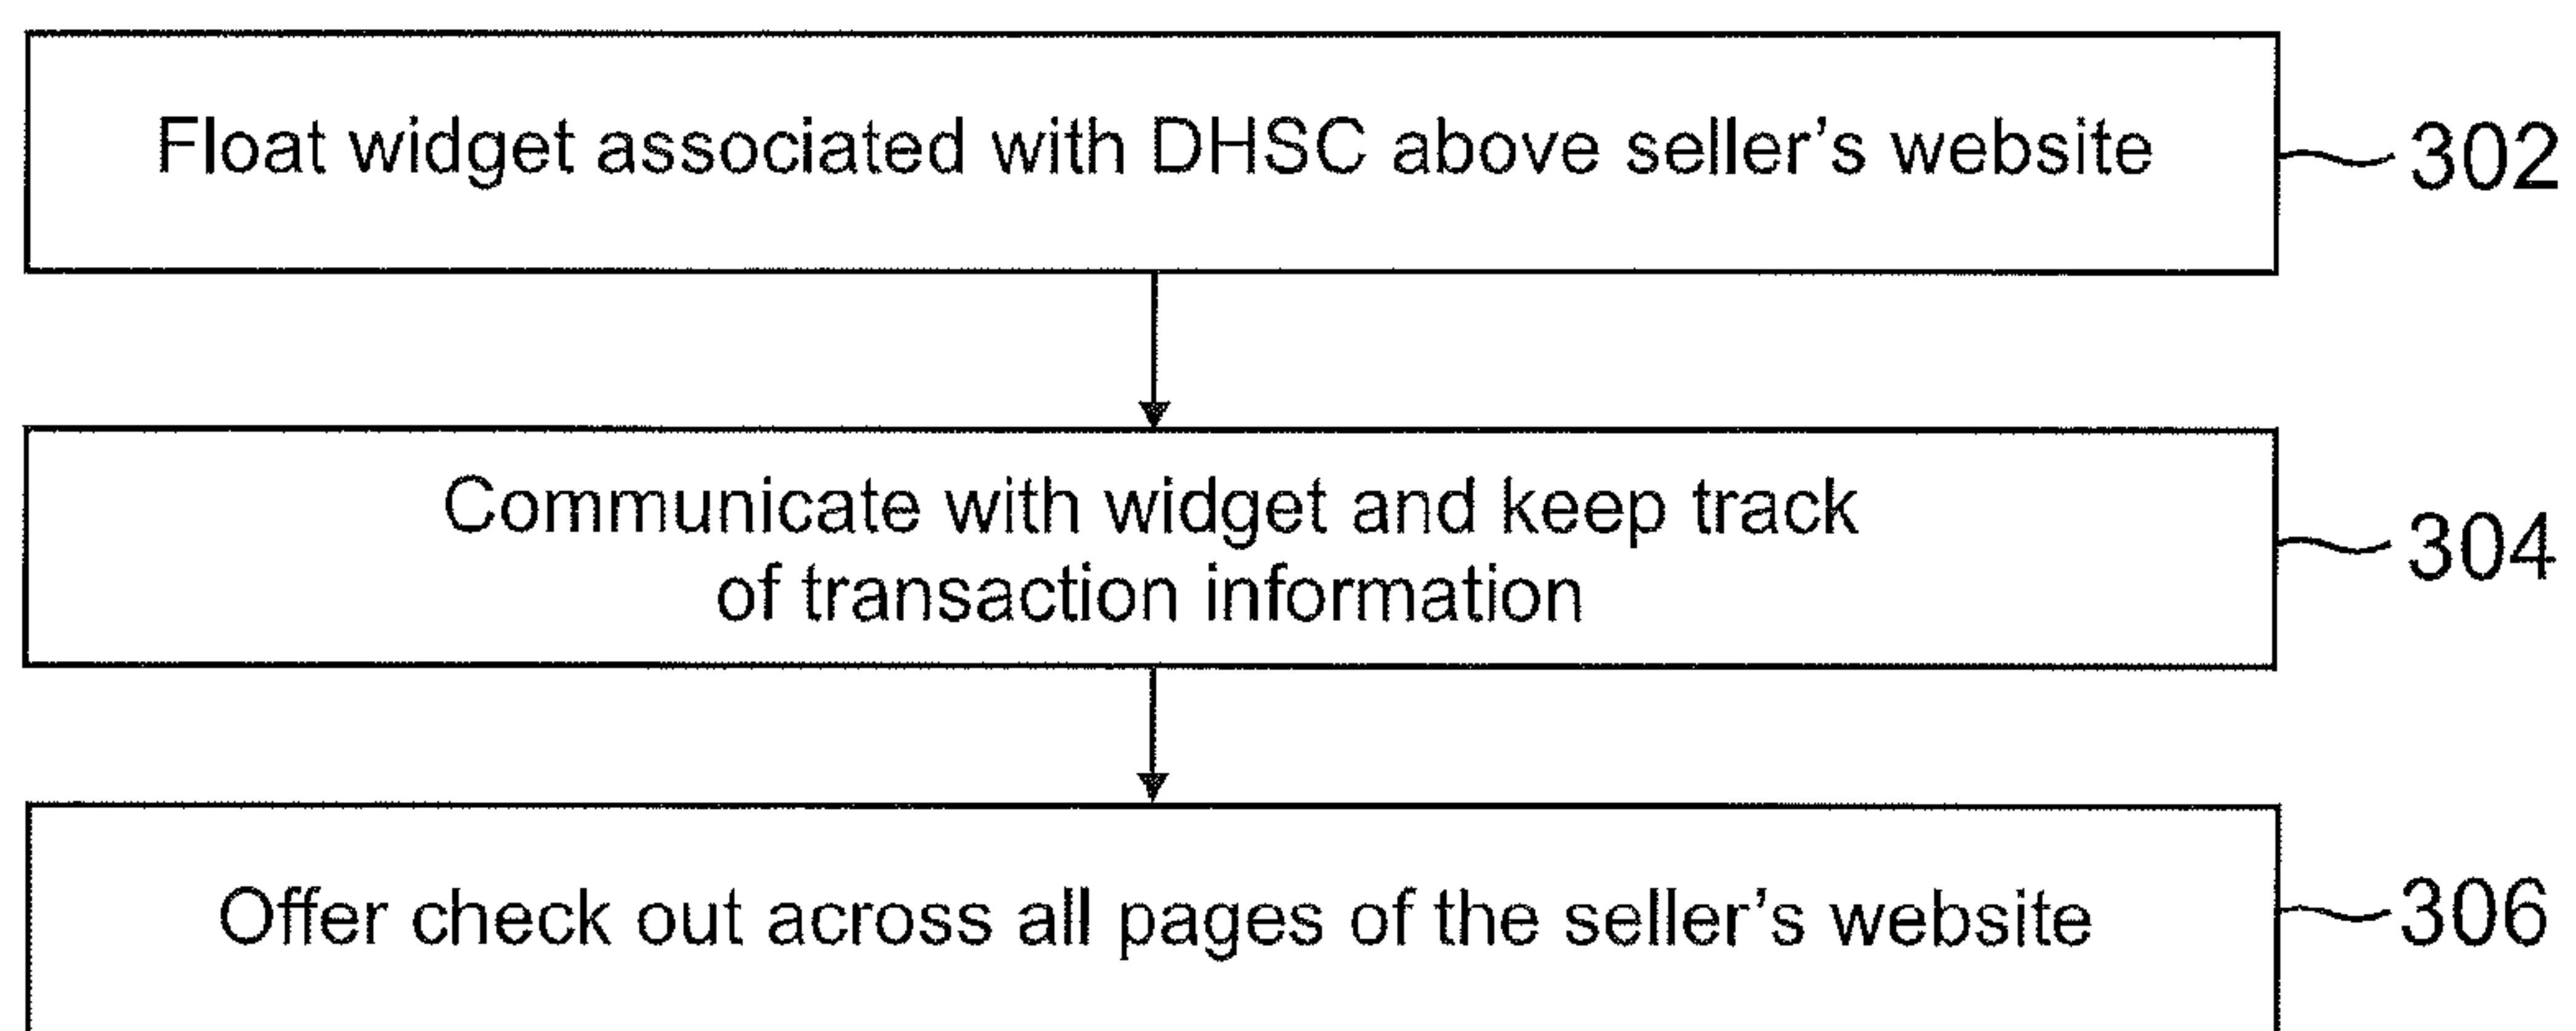 Float widget associated with DHSC above seller's website
302
Communicate with widget and keep track
of transaction information
304
Offer check out across all pages of the seller's website
306